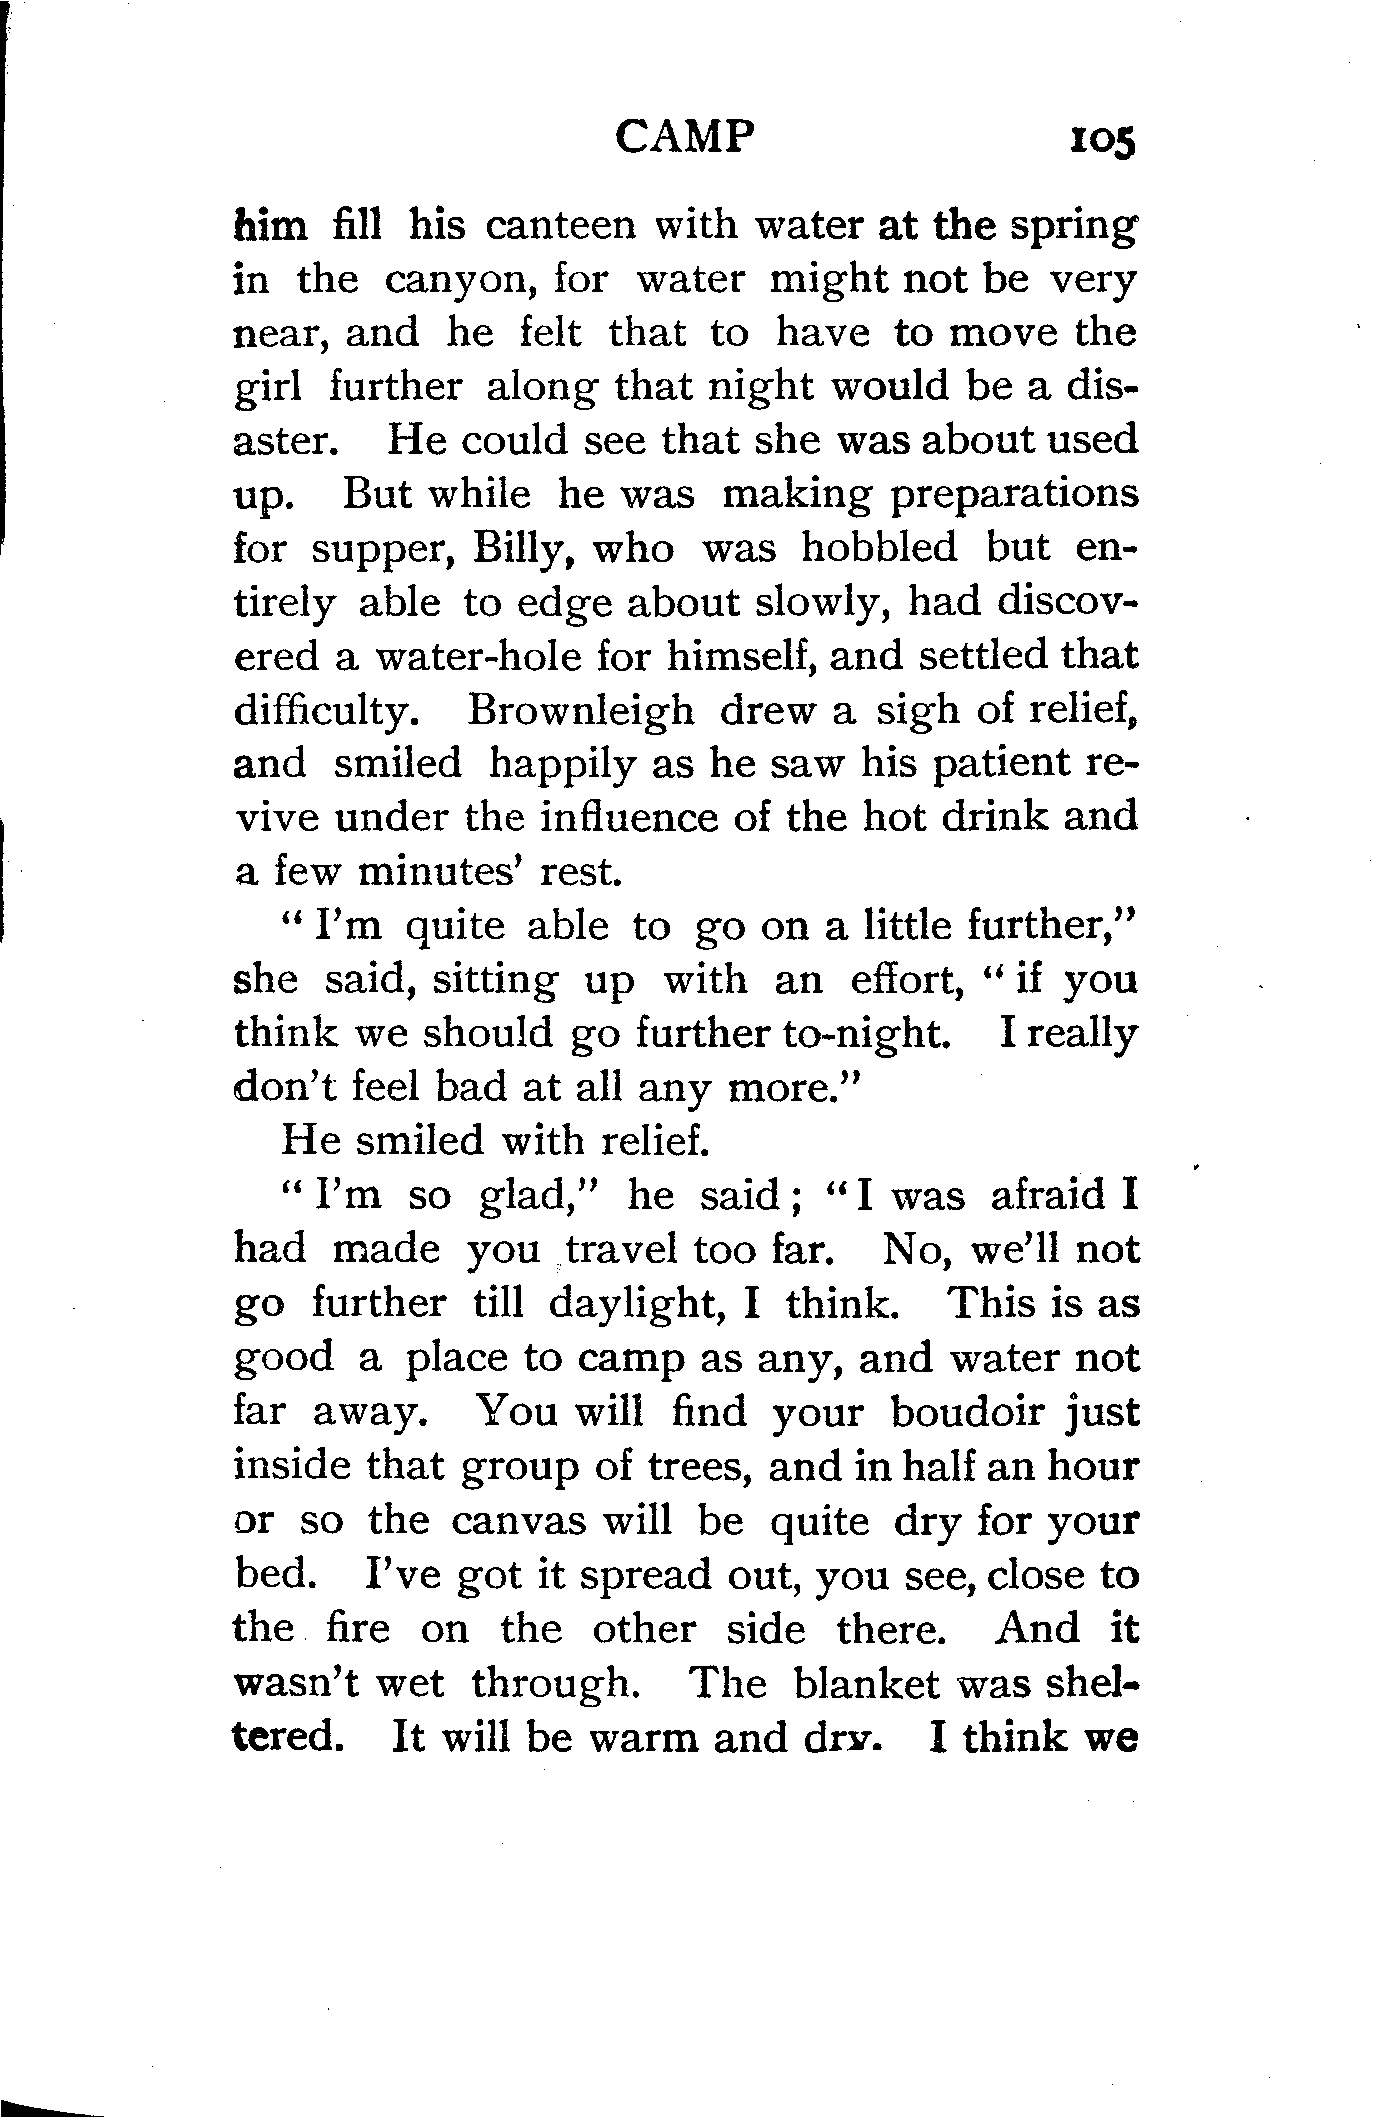 CAMP 105
him fill his canteen with water at the spring
in the canyon, for water might not be very
near, and he felt that to have to move the
girl further along that night would be a dis-
aster. He could see that she was about used
up. But while he was making preparations
for supper, Billy, who was hobbled but en-
tirely able to edge about slowly, had discov-
ered a water-hole for himself, and settled that
difficulty. Brownleigh drew a sigh of relief,
and smiled happily as he saw his patient re-
vive under the influence of the hot drink and
a few minutes' rest.
" I'm quite able to go on a little further,"
she said, sitting up with an effort, " if you
think we should go further to-night. I really
don't feel bad at all any more."
He smiled with relief.
" I'm so glad," he said ; " I was afraid I
had made you travel too far. No, we'll not
go further till daylight, I think. This is as
good a place to camp as any, and water not
far away. You will find your boudoir just
inside that group of trees, and in half an hour
or so the canvas will be quite dry for your
bed. I've got it spread out, you see, close to
the fire on the other side there. And it
wasn't wet through. The blanket was shel-
tered. It will be warm and dry. I think we